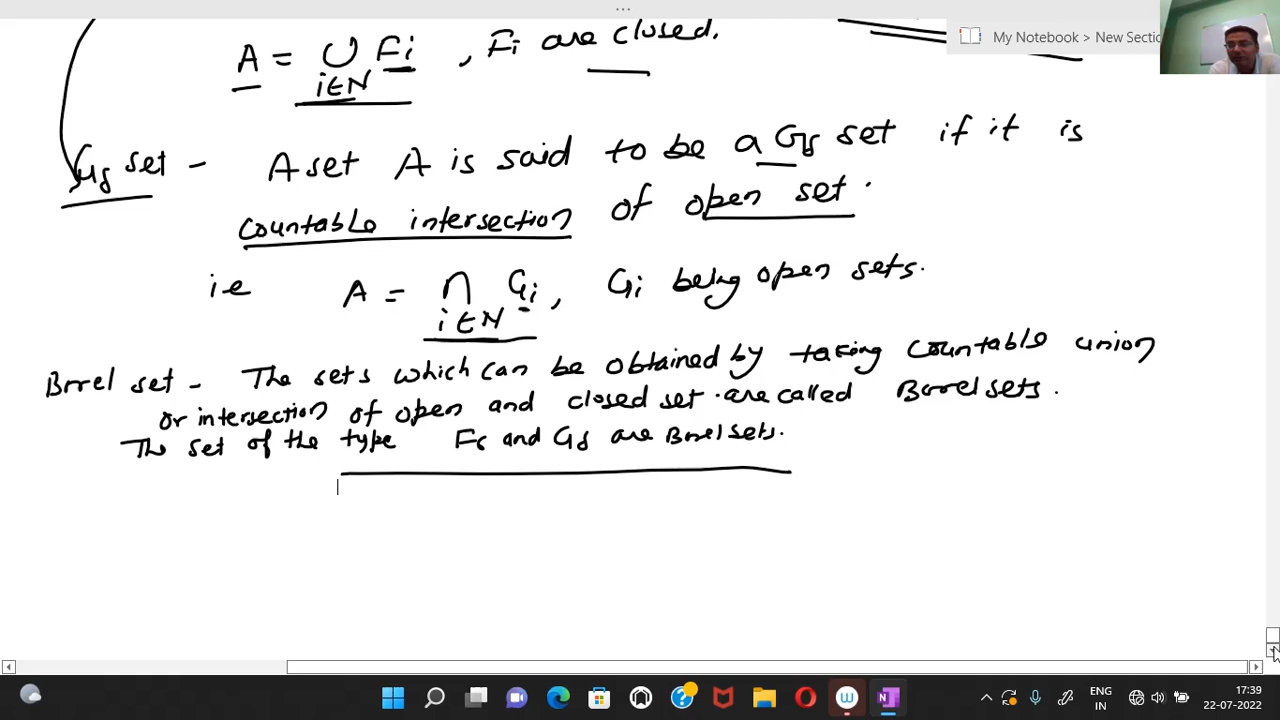 My Notebook > New Sectio
A = ∪ Fi , Fi are closed.
i∈N
Gδ set - A set A is said to be a Gδ set if it is
countable intersection of open set.
ie A = ∩ Gi, Gi being open sets.
i∈N
Borel set - The sets which can be obtained by taking countable union
or intersection of open and closed set are called Borel sets.
The set of the type Fσ and Gδ are Borel sets.
ENG
IN
17:39
22-07-2022